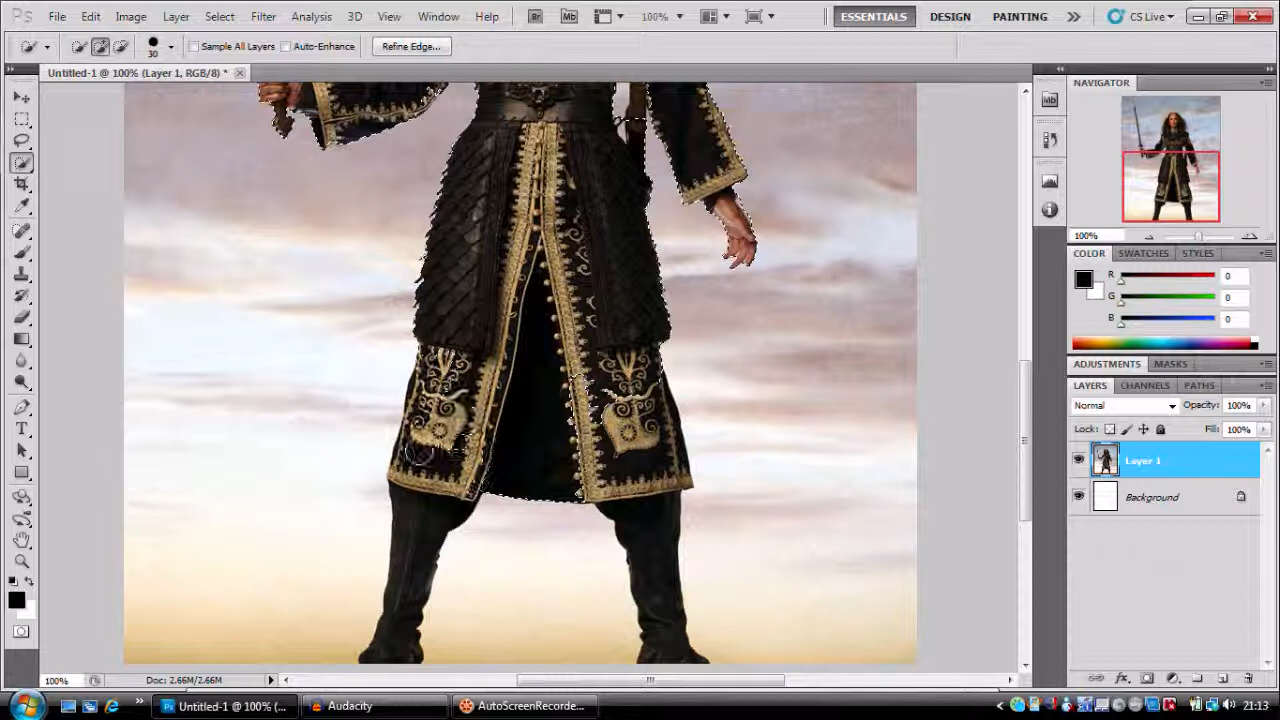 Ps File Edit Image Layer Select Filter Analysis 3D View Window Help Br Mb 100% ESSENTIALS DESIGN PAINTING CS Live
30 Sample All Layers Auto-Enhance Refine Edge...
Untitled-1 @ 100% (Layer 1, RGB/8) *
NAVIGATOR
Mb
100%
COLOR SWATCHES STYLES
R 0
G 0
B 0
ADJUSTMENTS MASKS
LAYERS CHANNELS PATHS
Normal Opacity: 100%
Lock: Fill: 100%
Layer 1
Background
100% Doc: 2.66M/2.66M
Untitled-1 @ 100% (... Audacity AutoScreenRecorde... 21:13